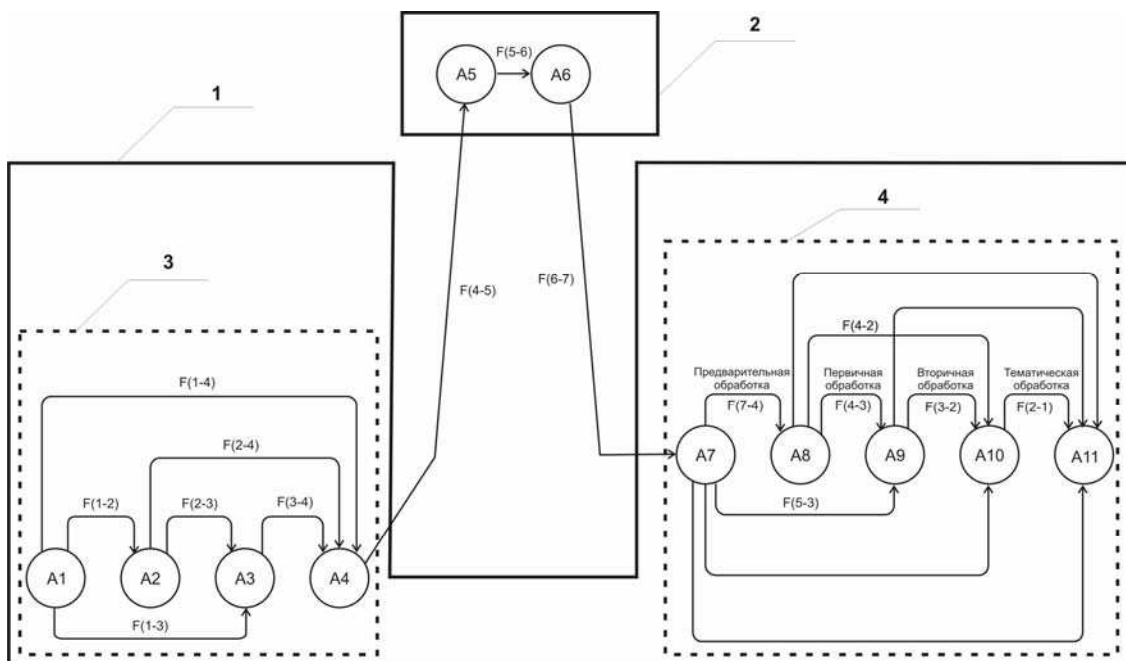 2
F(5-6)
A5
A6
1
4
3
F(4-5)
F(6-7)
F(4-2)
Предварительная
обработка
Первичная
обработка
Вторичная
обработка
Тематическая
обработка
F(7-4)
F(4-3)
F(3-2)
F(2-1)
F(1-4)
F(2-4)
A7
A8
A9
A10
A11
F(1-2)
F(2-3)
F(3-4)
F(5-3)
A1
A2
A3
A4
F(1-3)